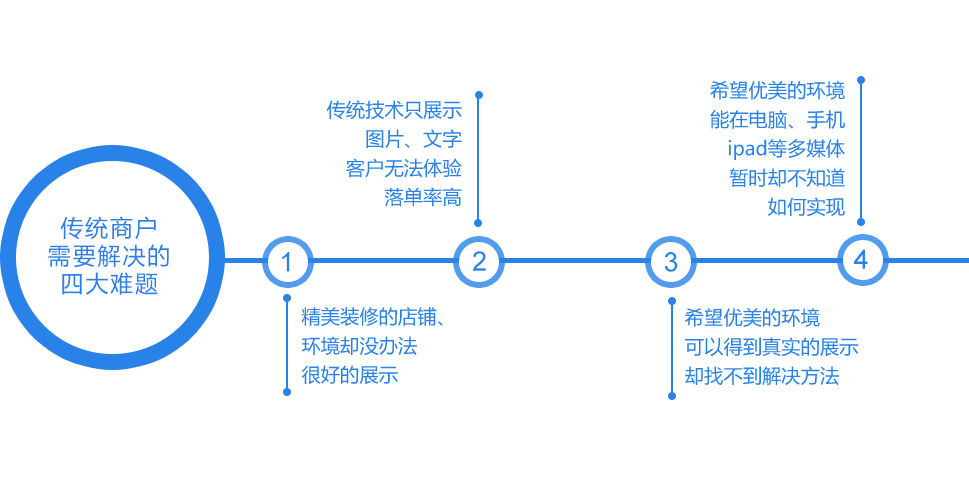 传统商户
需要解决的
四大难题
1
精美装修的店铺、
环境却没办法
很好的展示
2
传统技术只展示
图片、文字
客户无法体验
落单率高
3
希望优美的环境
可以得到真实的展示
却找不到解决方法
4
希望优美的环境
能在电脑、手机
ipad等多媒体
暂时却不知道
如何实现